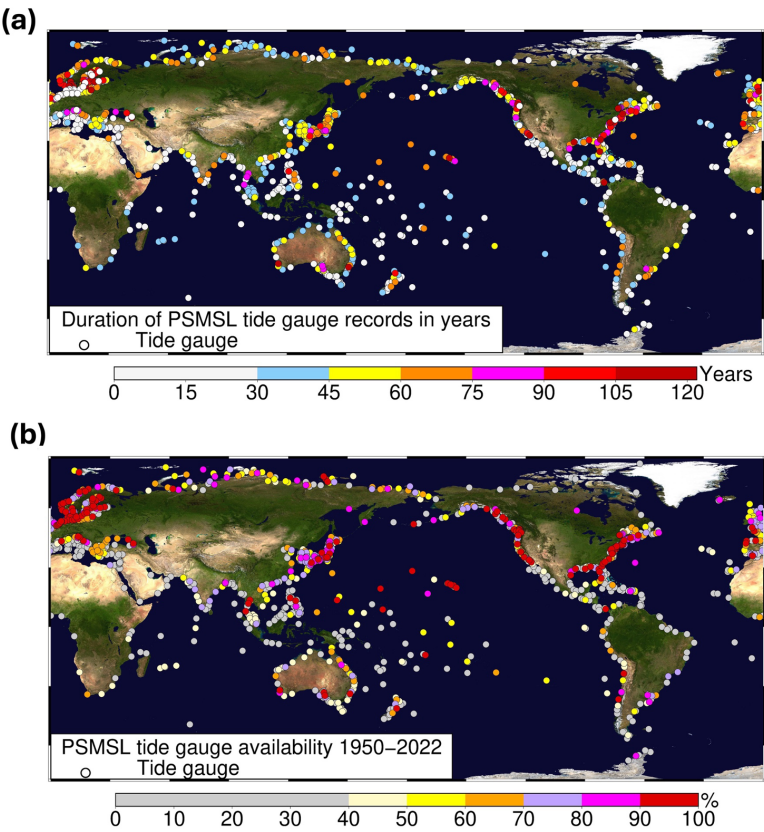 (a)
Duration of PSMSL tide gauge records in years
Tide gauge
Years
0 15 30 45 60 75 90 105 120
(b)
PSMSL tide gauge availability 1950−2022
Tide gauge
%
0 10 20 30 40 50 60 70 80 90 100